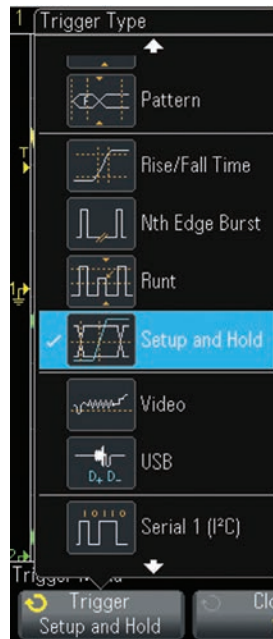 1
Trigger Type
Pattern
T
Rise/Fall Time
Nth Edge Burst
Runt
Setup and Hold
Video
D+ D-
USB
10110
Serial 1 (I²C)
Trigger
Setup and Hold